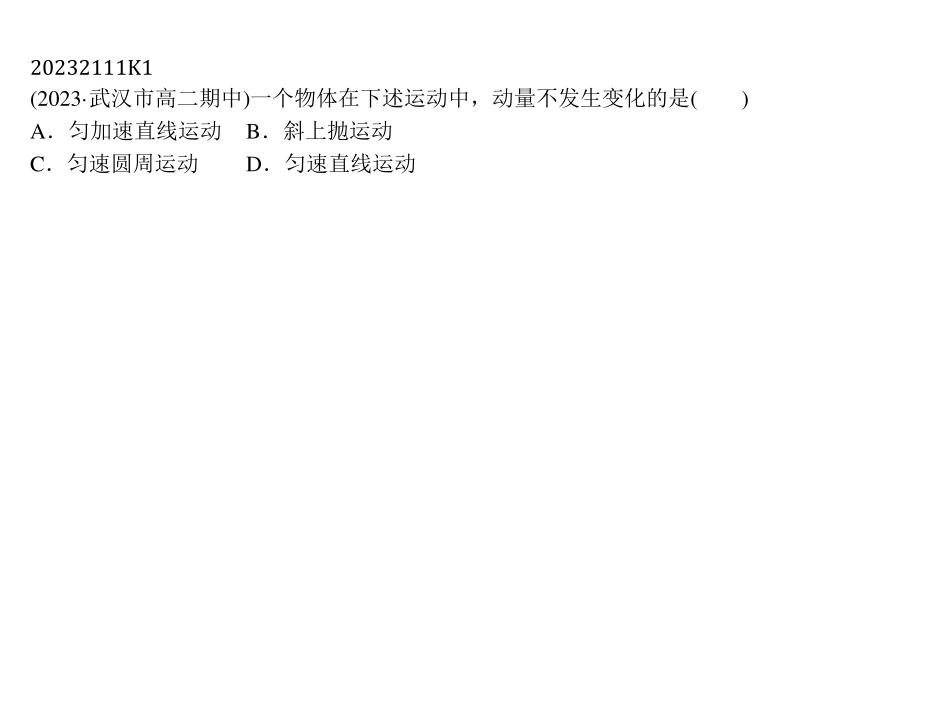 20232111K1
(2023·武汉市高二期中)一个物体在下述运动中，动量不发生变化的是(　　)
A．匀加速直线运动　B．斜上抛运动
C．匀速圆周运动　　D．匀速直线运动